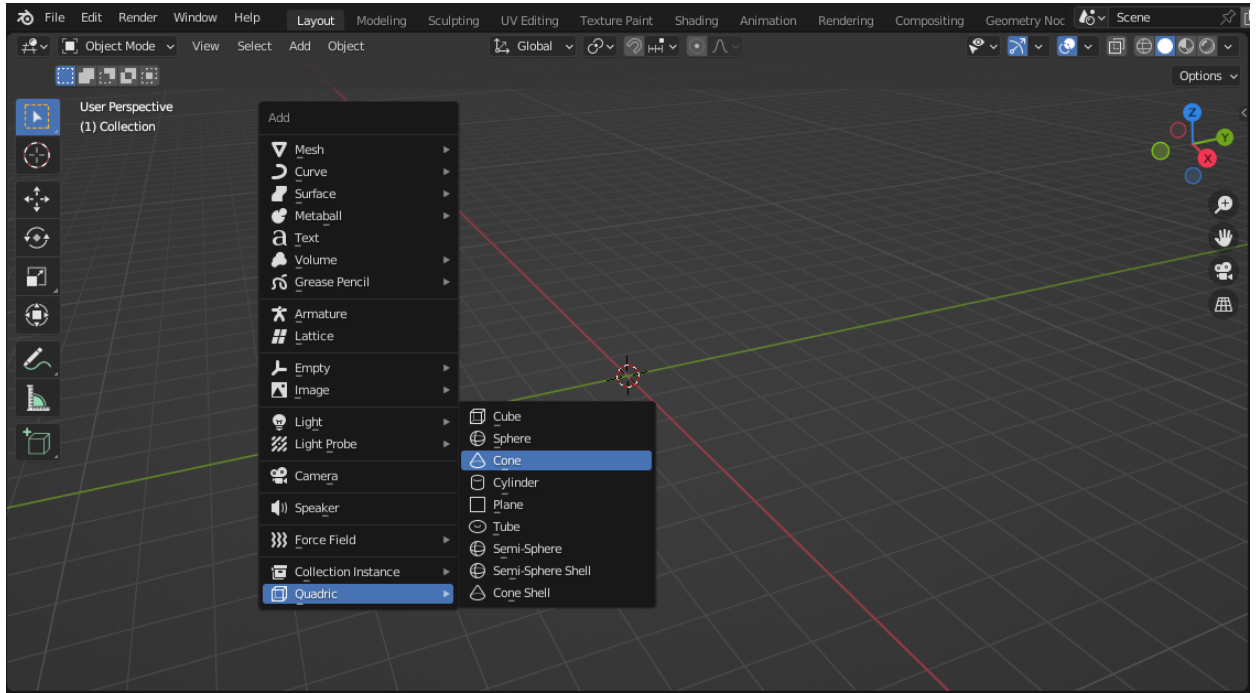 File Edit Render Window Help Layout Modeling Sculpting UV Editing Texture Paint Shading Animation Rendering Compositing Geometry Noc Scene
Object Mode View Select Add Object Global
Options
User Perspective
(1) Collection
Z
Y
X
Add
Mesh
Curve
Surface
Metaball
Text
Volume
Grease Pencil
Armature
Lattice
Empty
Image
Light
Light Probe
Camera
Speaker
Force Field
Collection Instance
Quadric
Cube
Sphere
Cone
Cylinder
Plane
Tube
Semi-Sphere
Semi-Sphere Shell
Cone Shell